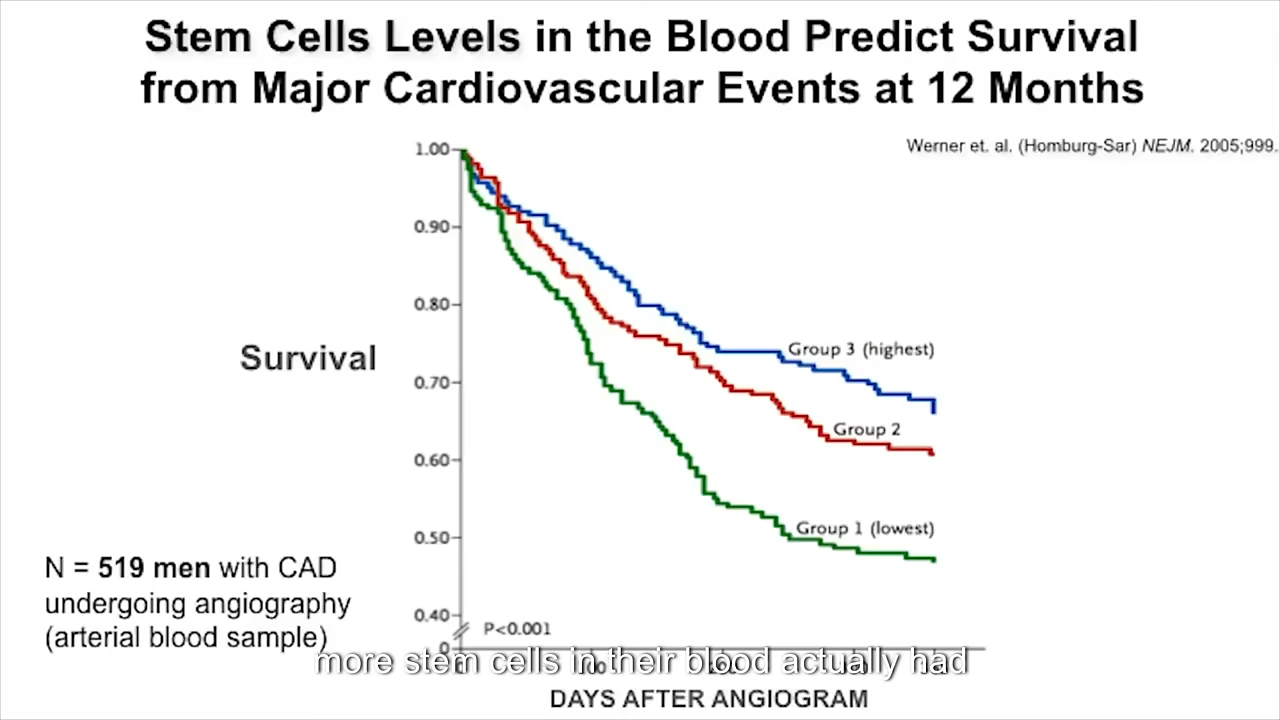 Stem Cells Levels in the Blood Predict Survival
from Major Cardiovascular Events at 12 Months
Werner et. al. (Homburg-Sar) NEJM. 2005;999.
1.00
0.90
0.80
0.70
0.60
0.50
0.40
0
Survival
Group 3 (highest)
Group 2
Group 1 (lowest)
P<0.001
N = 519 men with CAD
undergoing angiography
(arterial blood sample)
more stem cells in their blood actually had
DAYS AFTER ANGIOGRAM